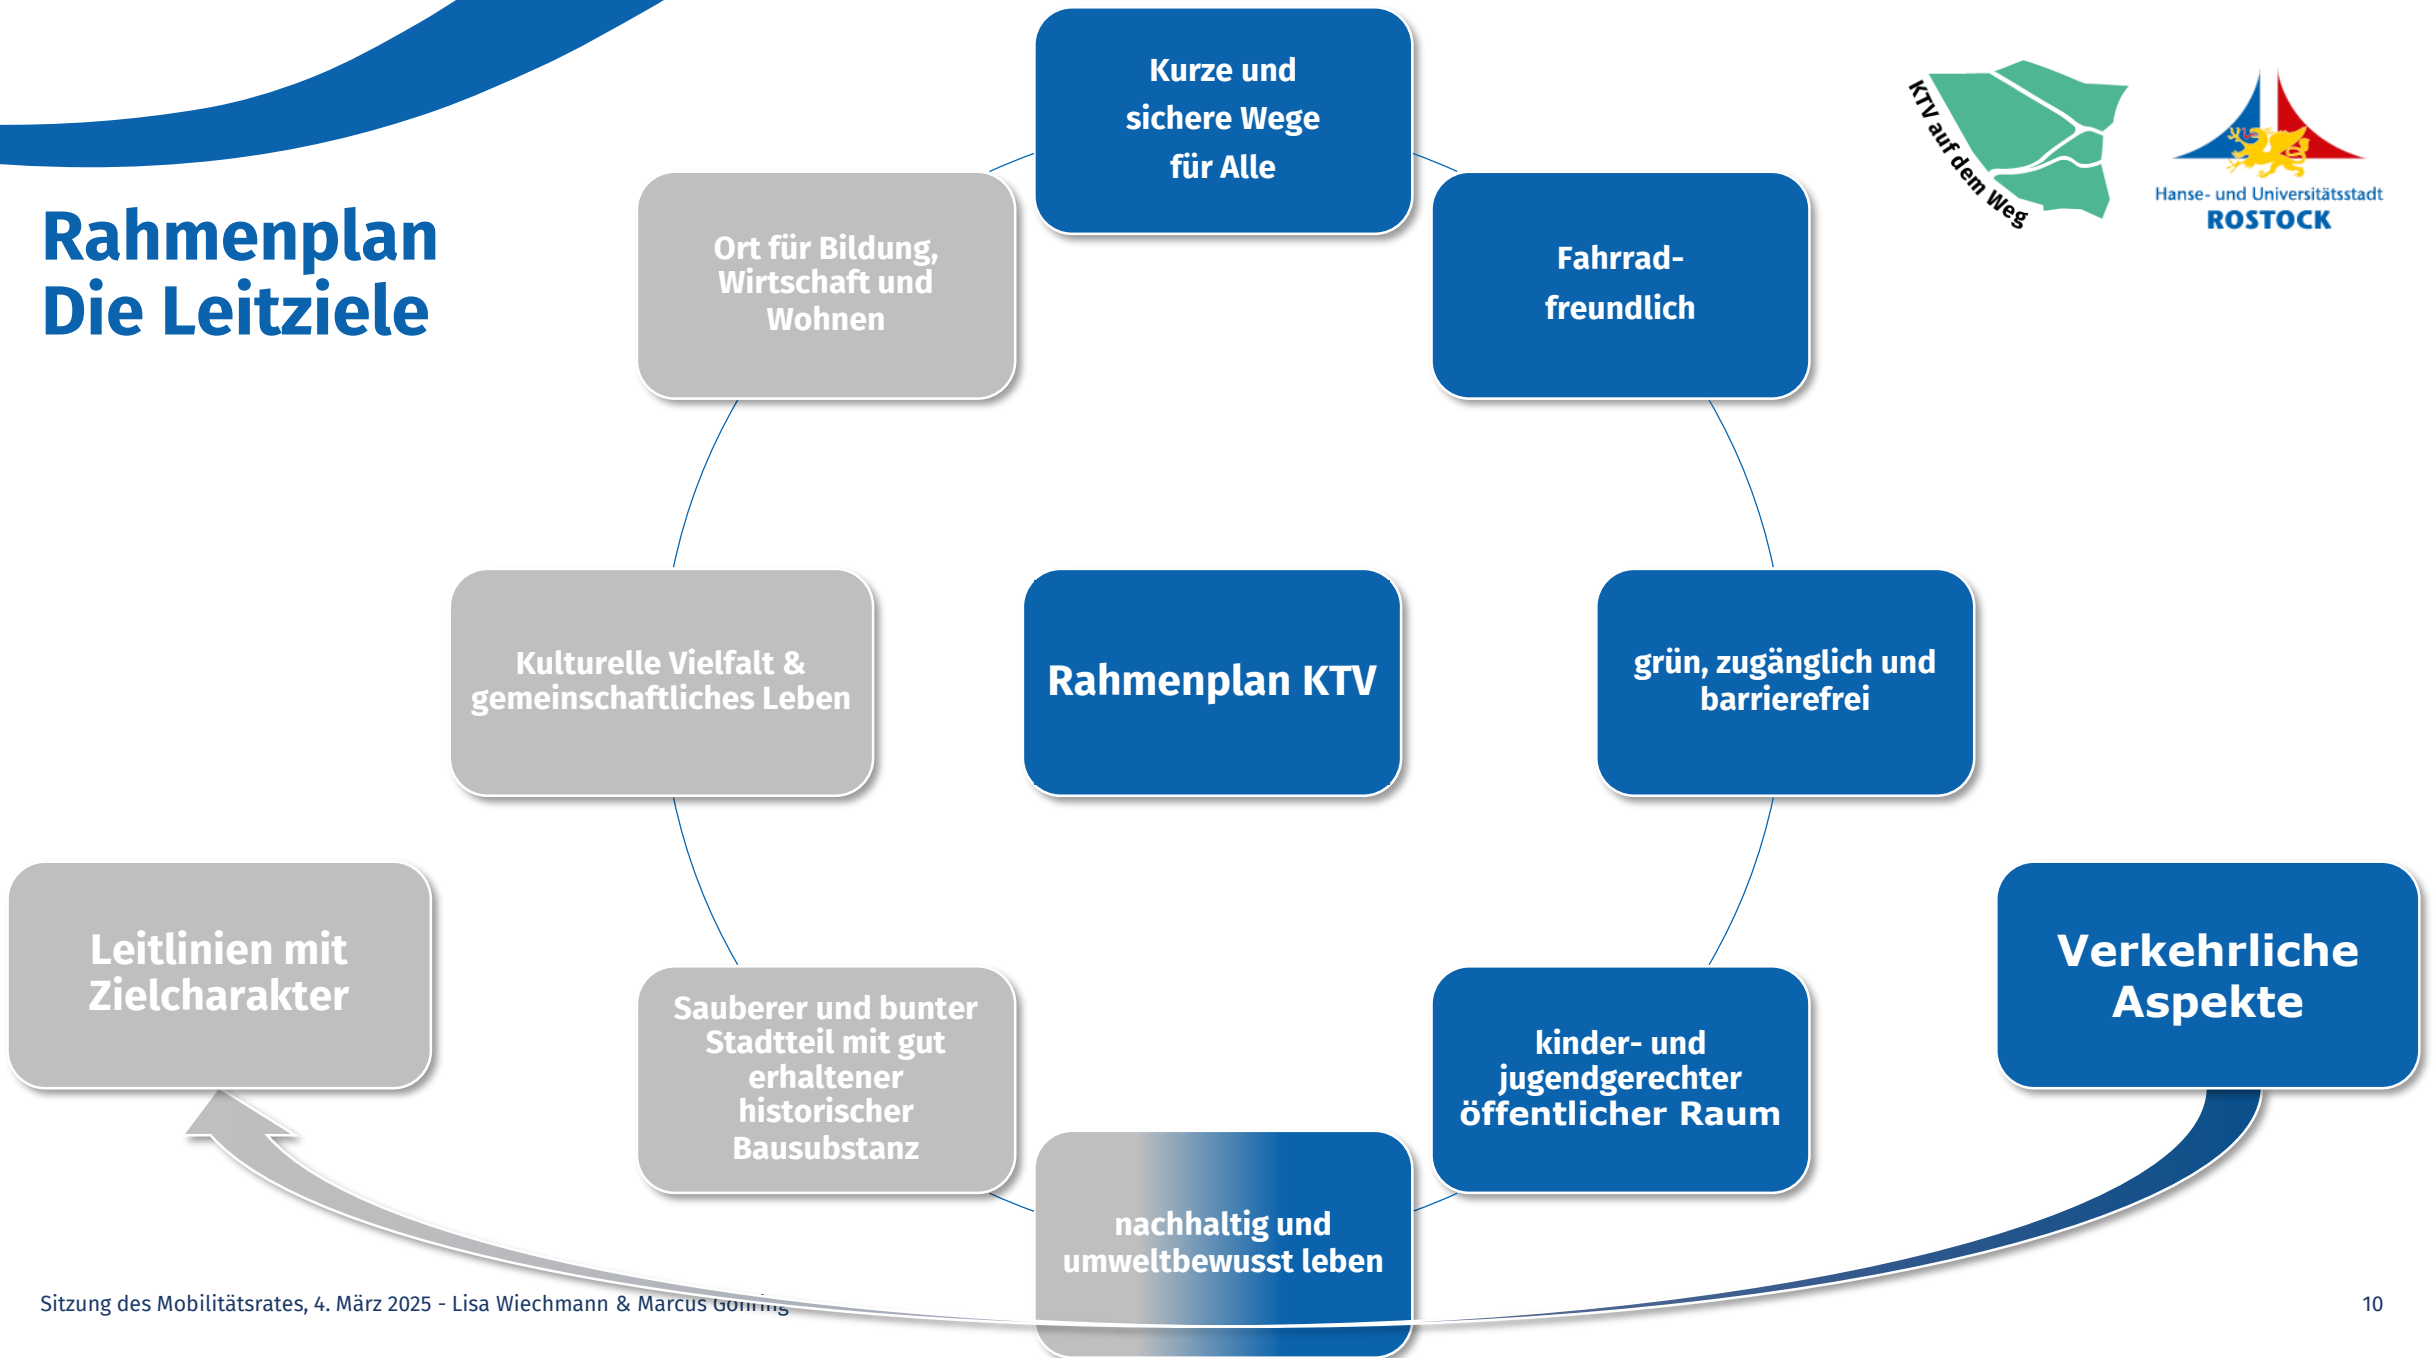 Rahmenplan
Die Leitziele
Kurze und
sichere Wege
für Alle
KTV auf dem Weg
Hanse- und Universitätsstadt
ROSTOCK
Ort für Bildung,
Wirtschaft und
Wohnen
Fahrrad-
freundlich
Kulturelle Vielfalt &
gemeinschaftliches Leben
Rahmenplan KTV
grün, zugänglich und
barrierefrei
Leitlinien mit
Zielcharakter
Sauberer und bunter
Stadtteil mit gut
erhaltener
historischer
Bausubstanz
kinder- und
jugendgerechter
öffentlicher Raum
Verkehrliche
Aspekte
nachhaltig und
umweltbewusst leben
Sitzung des Mobilitätsrates, 4. März 2025 - Lisa Wiechmann & Marcus
10